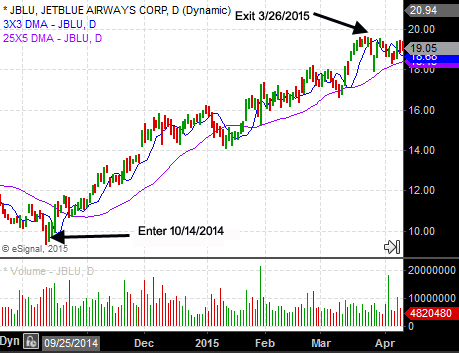 * JBLU, JETBLUE AIRWAYS CORP, D (Dynamic)
3X3 DMA - JBLU, D
25X5 DMA - JBLU, D
Exit 3/26/2015
20.94
20.00
19.05
18.68
18.00
16.00
14.00
12.00
10.00
Enter 10/14/2014
© eSignal, 2015
* Volume - JBLU, D
20000000
10000000
4820480
Dyn 09/25/2014 Dec 2015 Feb Mar Apr